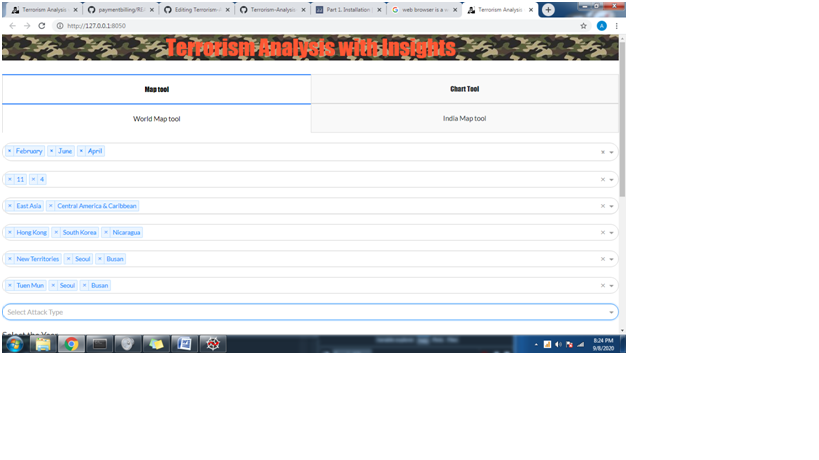 Terrorism Analysis
paymentbilling/RE
Editing Terrorism-
Terrorism-Analysis
Part 1. Installation
web browser is a
Terrorism Analysis
http://127.0.0.1:8050
Terrorism Analysis with Insights
Map tool
Chart Tool
World Map tool
India Map tool
× February × June × April
× 11 × 4
× East Asia × Central America & Caribbean
× Hong Kong × South Korea × Nicaragua
× New Territories × Seoul × Busan
× Tuen Mun × Seoul × Busan
Select Attack Type
Select the Year
8:24 PM
9/8/2020